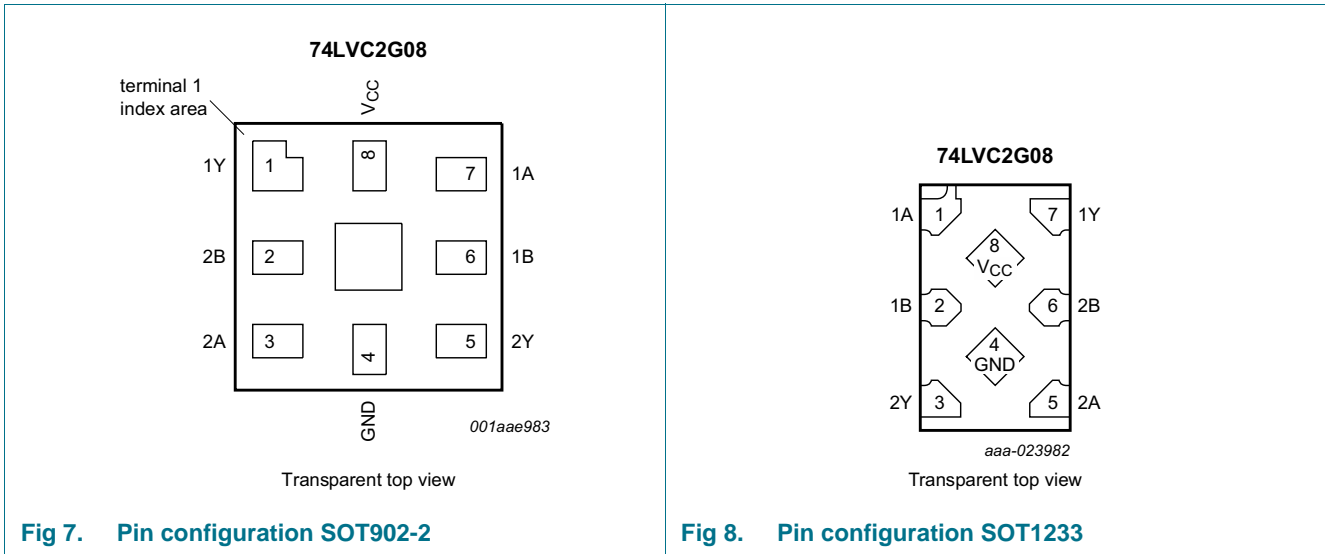 74LVC2G08
terminal 1
index area
VCC
1Y 1 8 7 1A
2B 2 6 1B
2A 3 4 5 2Y
GND
001aae983
Transparent top view
Fig 7. Pin configuration SOT902-2
74LVC2G08
1A 1 7 1Y
8
VCC
1B 2 6 2B
4
GND
2Y 3 5 2A
aaa-023982
Transparent top view
Fig 8. Pin configuration SOT1233